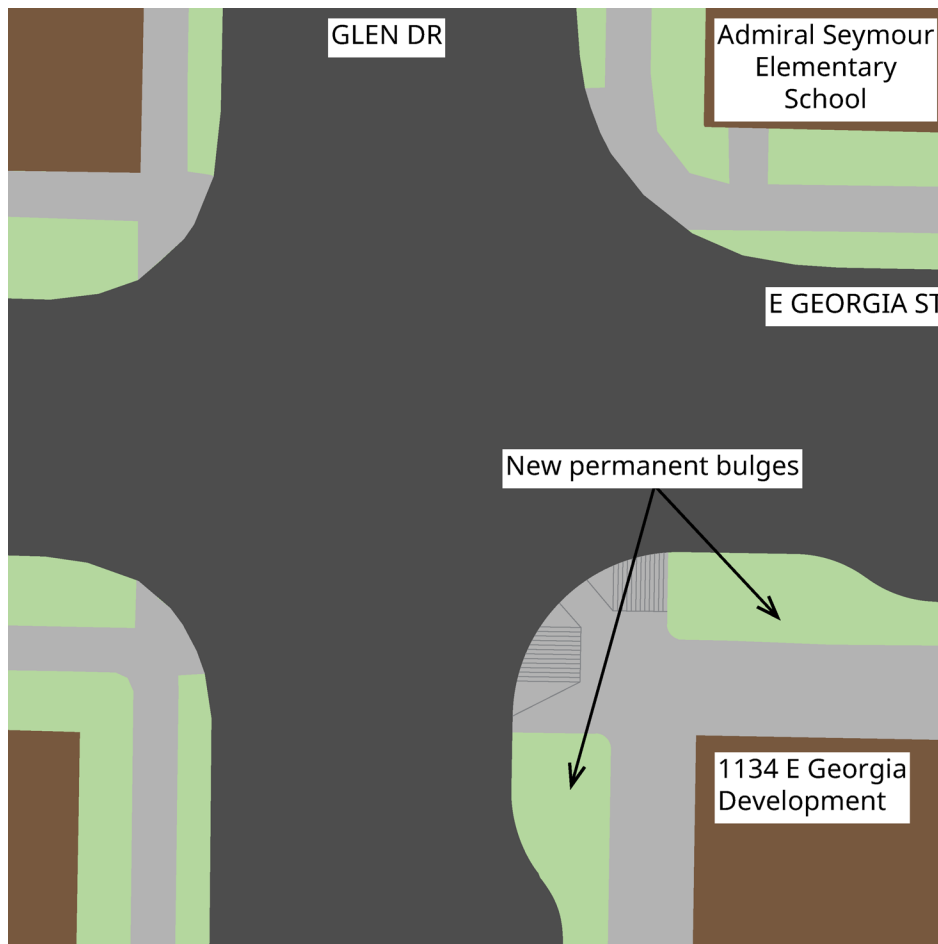 GLEN DR
Admiral Seymour
Elementary
School
E GEORGIA ST
New permanent bulges
1134 E Georgia
Development